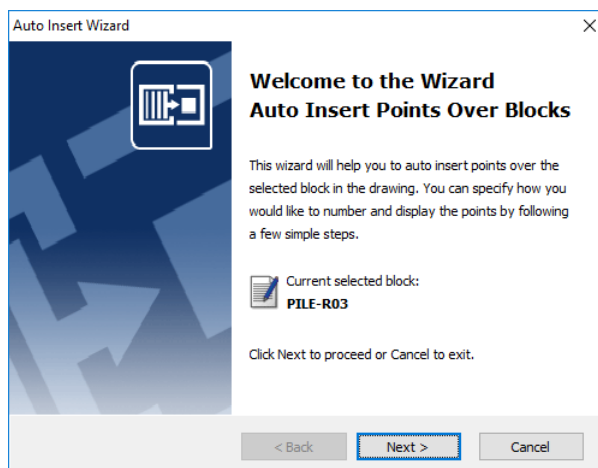 Auto Insert Wizard
Welcome to the Wizard
Auto Insert Points Over Blocks
This wizard will help you to auto insert points over the
selected block in the drawing. You can specify how you
would like to number and display the points by following
a few simple steps.
Current selected block:
PILE-R03
Click Next to proceed or Cancel to exit.
< Back Next > Cancel